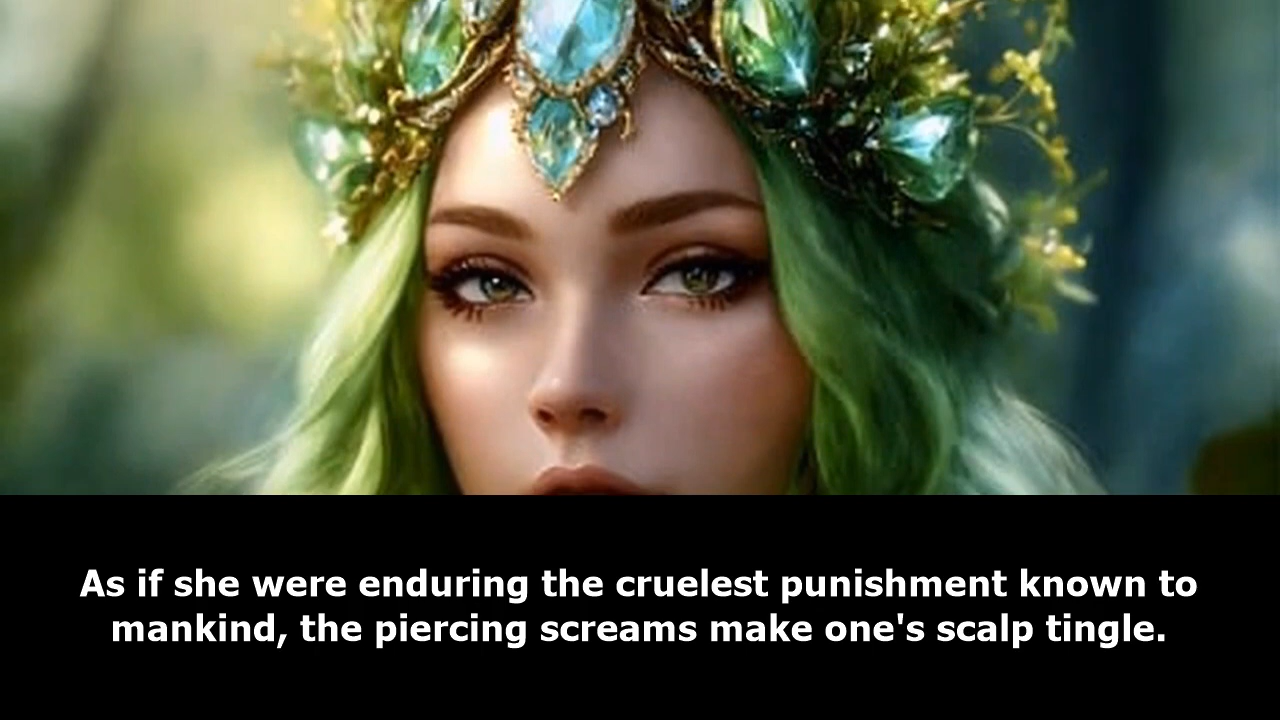 As if she were enduring the cruelest punishment known to
mankind, the piercing screams make one's scalp tingle.